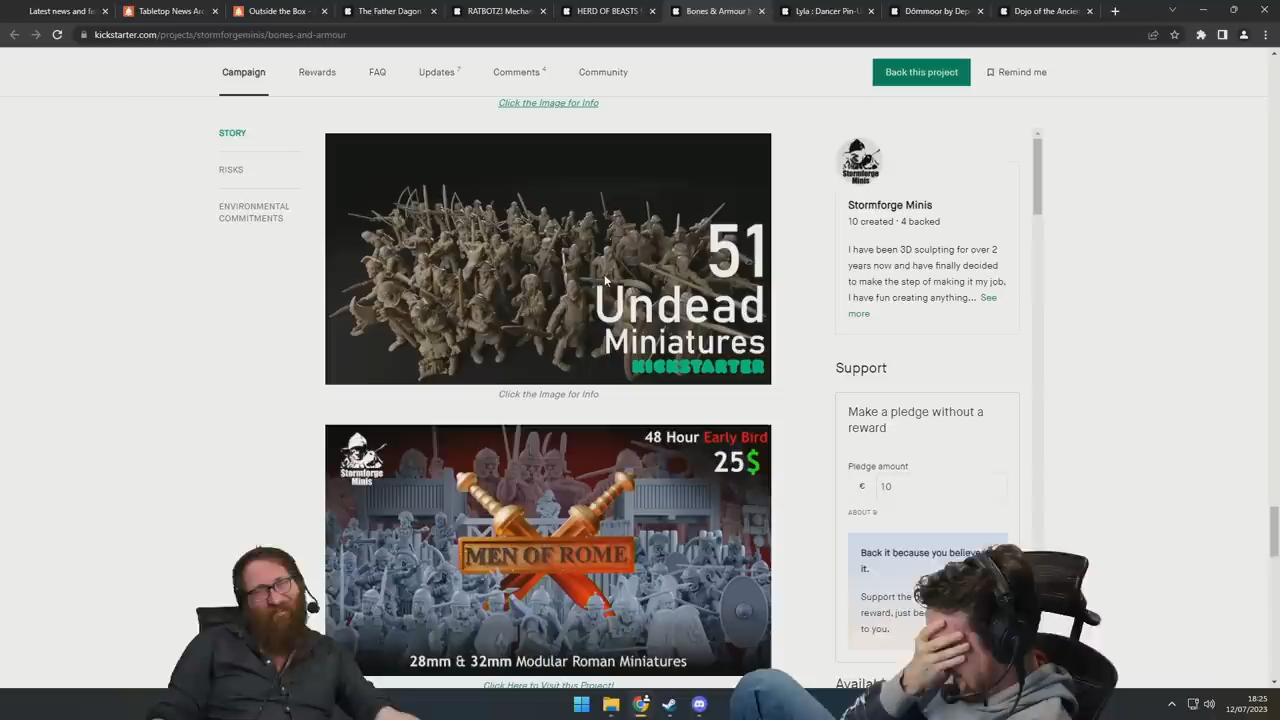 Latest news fr
Tabletop News Arc
Outside the Box -
The Father Dagon
RATBOTZ! Mechan
HERD OF BEASTS
Bones & Armour
Lyla : Dancer Pin-U
Dómmoor by Dep
Dojo of the Ancien
kickstarter.com/projects/stormforgeminis/bones-and-armour
Campaign
Rewards
FAQ
Updates 7
Comments 4
Community
Back this project
Remind me
Click the Image for Info
STORY
RISKS
ENVIRONMENTAL
COMMITMENTS
51
Undead
Miniatures
KICKSTARTER
Click the Image for Info
Stormforge
Minis
48 Hour Early Bird
25$
MEN OF ROME
28mm & 32mm Modular Roman Miniatures
Click Here to Visit this Project!
Stormforge
Minis
Stormforge Minis
10 created · 4 backed
I have been 3D sculpting for over 2
years now and have finally decided
to make the step of making it my job.
I have fun creating anything... See
more
Support
Make a pledge without a
reward
Pledge amount
€
10
ABOUT
Back it because you believe
it.
Support the
reward, just
to you.
18:25
12/07/2023